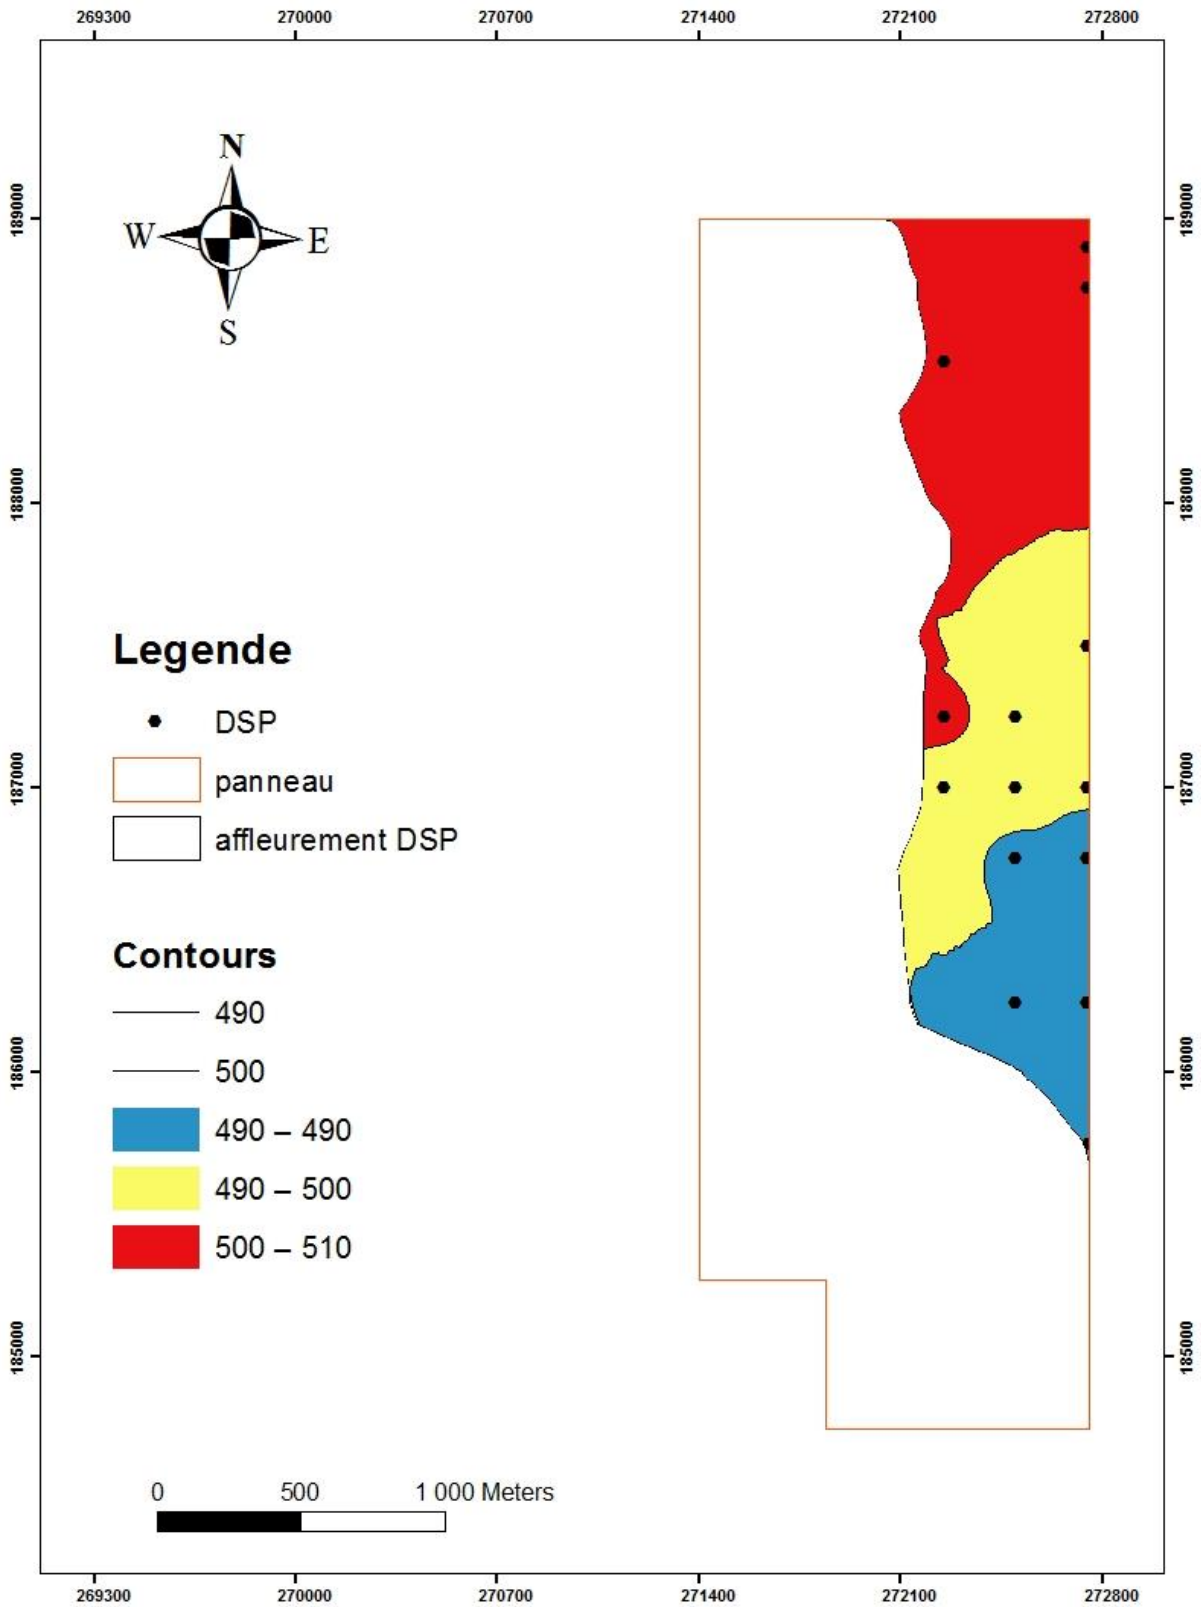 269300 270000 270700 271400 272100 272800
N
W E
S
189000 189000
188000 188000
187000 187000
186000 186000
185000 185000
Legende
DSP
panneau
affleurement DSP
Contours
490
500
490 – 490
490 – 500
500 – 510
0 500 1 000 Meters
269300 270000 270700 271400 272100 272800